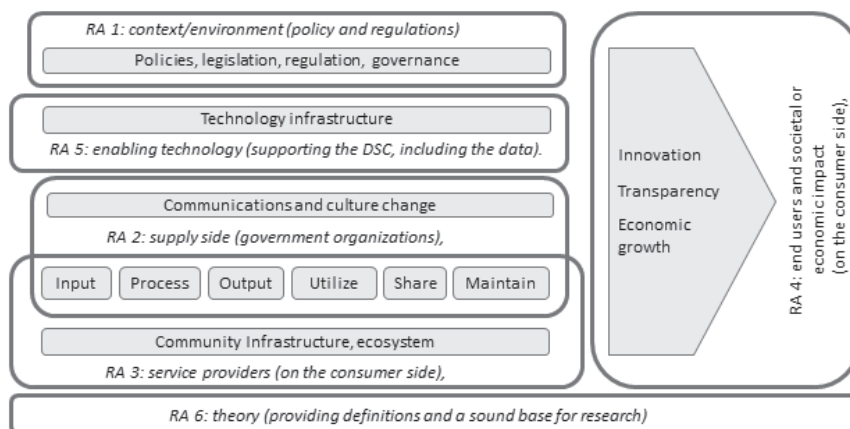 RA 1: context/environment (policy and regulations)
Policies, legislation, regulation, governance
Technology infrastructure
RA 5: enabling technology (supporting the DSC, including the data).
Communications and culture change
RA 2: supply side (government organizations),
Input
Process
Output
Utilize
Share
Maintain
Community Infrastructure, ecosystem
RA 3: service providers (on the consumer side),
Innovation
Transparency
Economic
growth
RA 4: end users and societal or
economic impact
(on the consumer side),
RA 6: theory (providing definitions and a sound base for research)